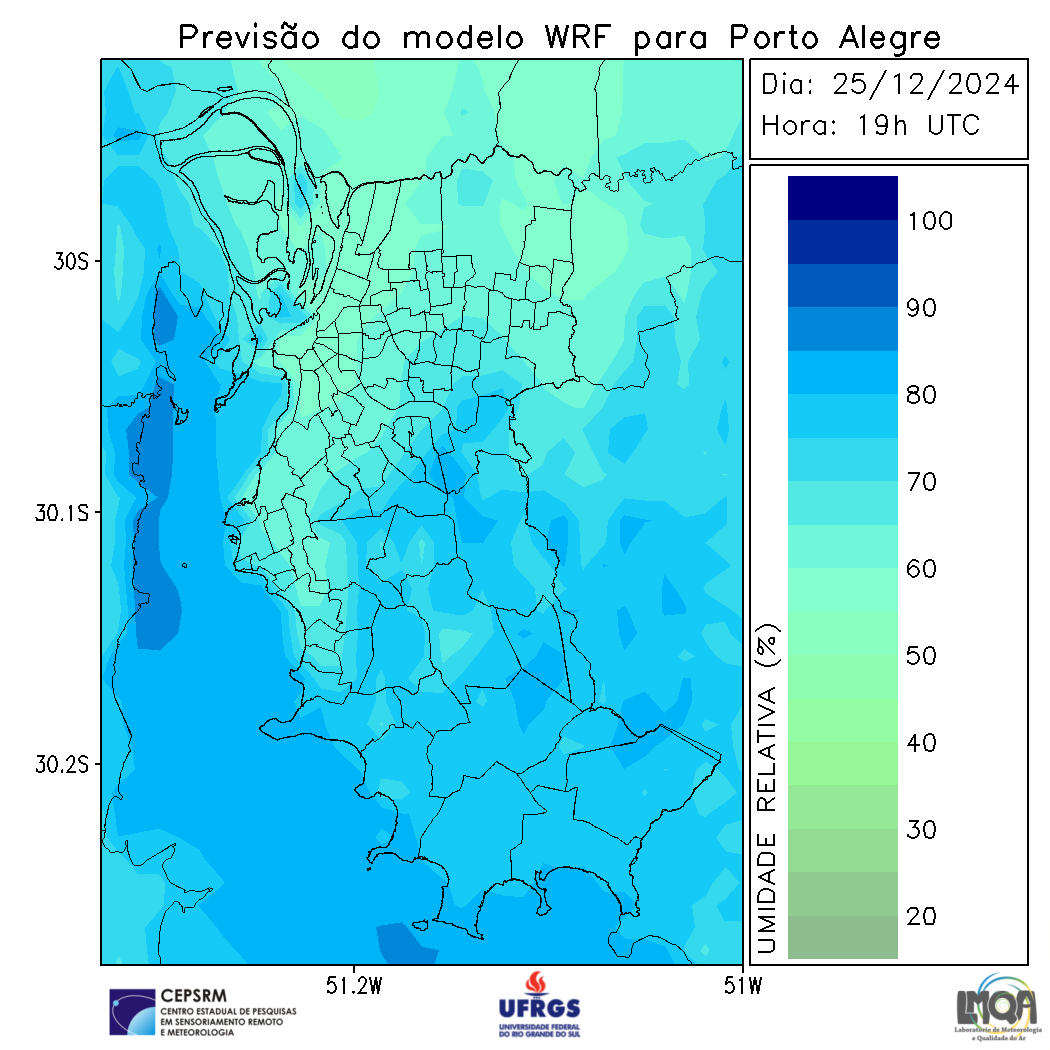 Previsão do modelo WRF para Porto Alegre
Dia: 25/12/2024
Hora: 19h UTC
30S
30.1S
30.2S
51.2W
51W
100
90
80
70
60
50
40
30
20
UMIDADE RELATIVA (%)
CEPSRM
CENTRO ESTADUAL DE PESQUISAS
EM SENSORIAMENTO REMOTO
E METEOROLOGIA
UFRGS
UNIVERSIDADE FEDERAL
DO RIO GRANDE DO SUL
LMQA
Laboratório de Meteorologia
e Qualidade do Ar